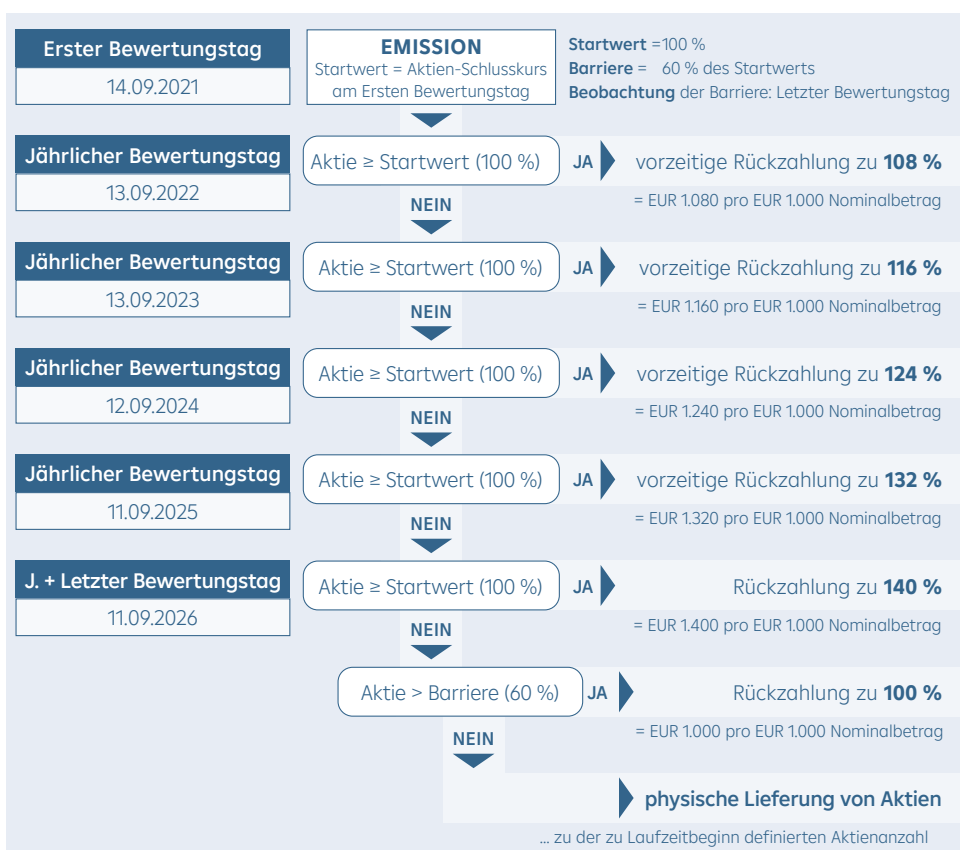 Erster Bewertungstag
14.09.2021
EMISSION
Startwert = Aktien-Schlusskurs
am Ersten Bewertungstag
Startwert =100 %
Barriere = 60 % des Startwerts
Beobachtung der Barriere: Letzter Bewertungstag
Jährlicher Bewertungstag
13.09.2022
Aktie ≥ Startwert (100 %)
JA
vorzeitige Rückzahlung zu 108 %
= EUR 1.080 pro EUR 1.000 Nominalbetrag
NEIN
Jährlicher Bewertungstag
13.09.2023
Aktie ≥ Startwert (100 %)
JA
vorzeitige Rückzahlung zu 116 %
= EUR 1.160 pro EUR 1.000 Nominalbetrag
NEIN
Jährlicher Bewertungstag
12.09.2024
Aktie ≥ Startwert (100 %)
JA
vorzeitige Rückzahlung zu 124 %
= EUR 1.240 pro EUR 1.000 Nominalbetrag
NEIN
Jährlicher Bewertungstag
11.09.2025
Aktie ≥ Startwert (100 %)
JA
vorzeitige Rückzahlung zu 132 %
= EUR 1.320 pro EUR 1.000 Nominalbetrag
NEIN
J. + Letzter Bewertungstag
11.09.2026
Aktie ≥ Startwert (100 %)
JA
Rückzahlung zu 140 %
= EUR 1.400 pro EUR 1.000 Nominalbetrag
NEIN
Aktie > Barriere (60 %)
JA
Rückzahlung zu 100 %
= EUR 1.000 pro EUR 1.000 Nominalbetrag
NEIN
physische Lieferung von Aktien
... zu der zu Laufzeitbeginn definierten Aktienanzahl